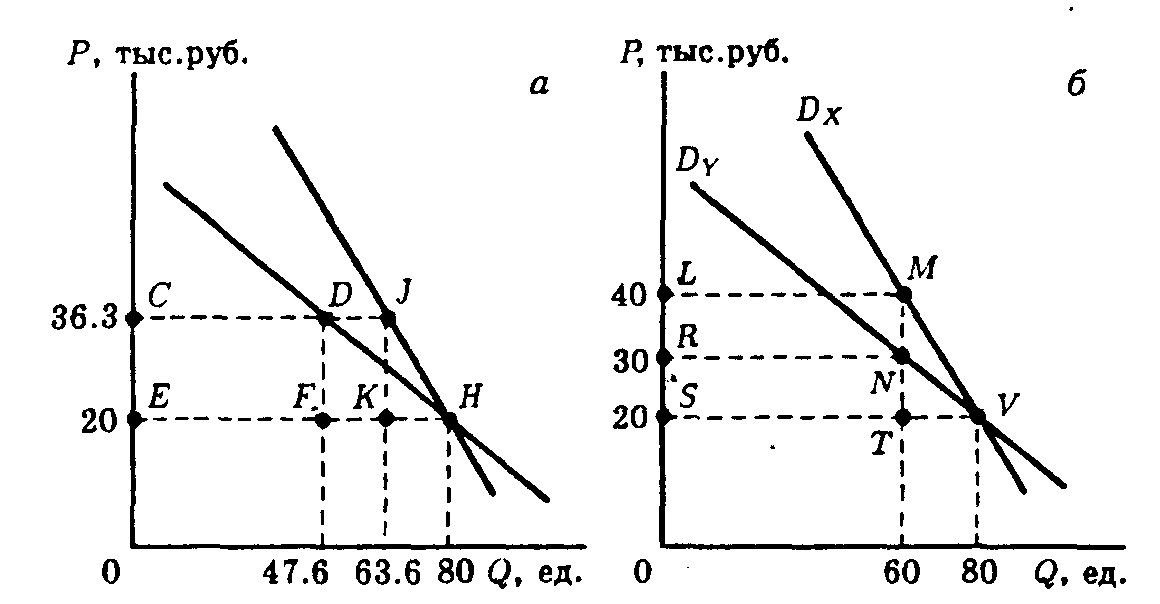 P, тыс.руб.
а
C
D
J
36.3
E
F
K
H
20
0
47.6
63.6
80
Q, ед.
P, тыс.руб.
б
D_X
D_Y
L
M
40
R
30
N
S
V
20
T
0
60
80
Q, ед.